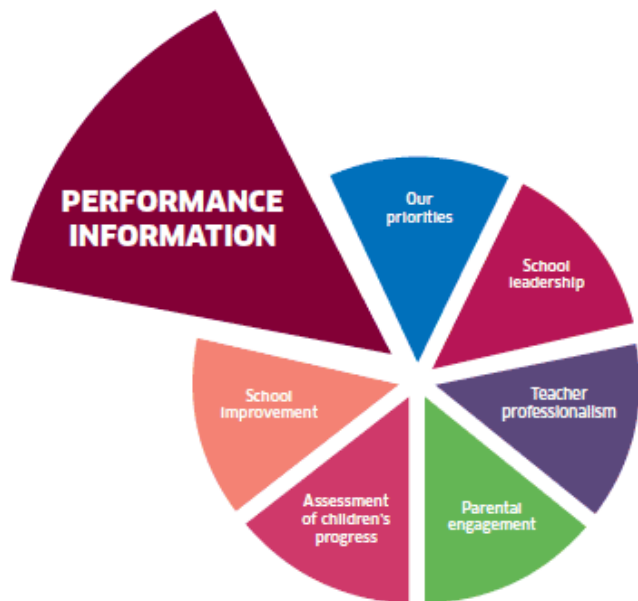 PERFORMANCE
INFORMATION
Our
priorities
School
leadership
Teacher
professionalism
Parental
engagement
Assessment
of children's
progress
School
improvement